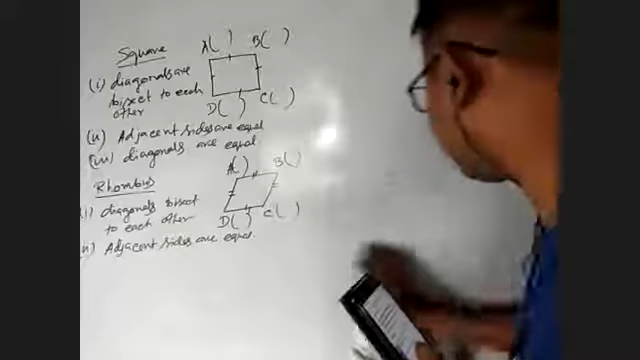 Square
A( ) B( )
(i) diagonals are
bisect to each
other
D( ) C( )
(ii) Adjacent sides are equal
(iii) diagonals are equal
A( ) B( )
Rhombus
(i) diagonals bisect
to each other
D( ) C( )
(ii) Adjacent sides are equal.